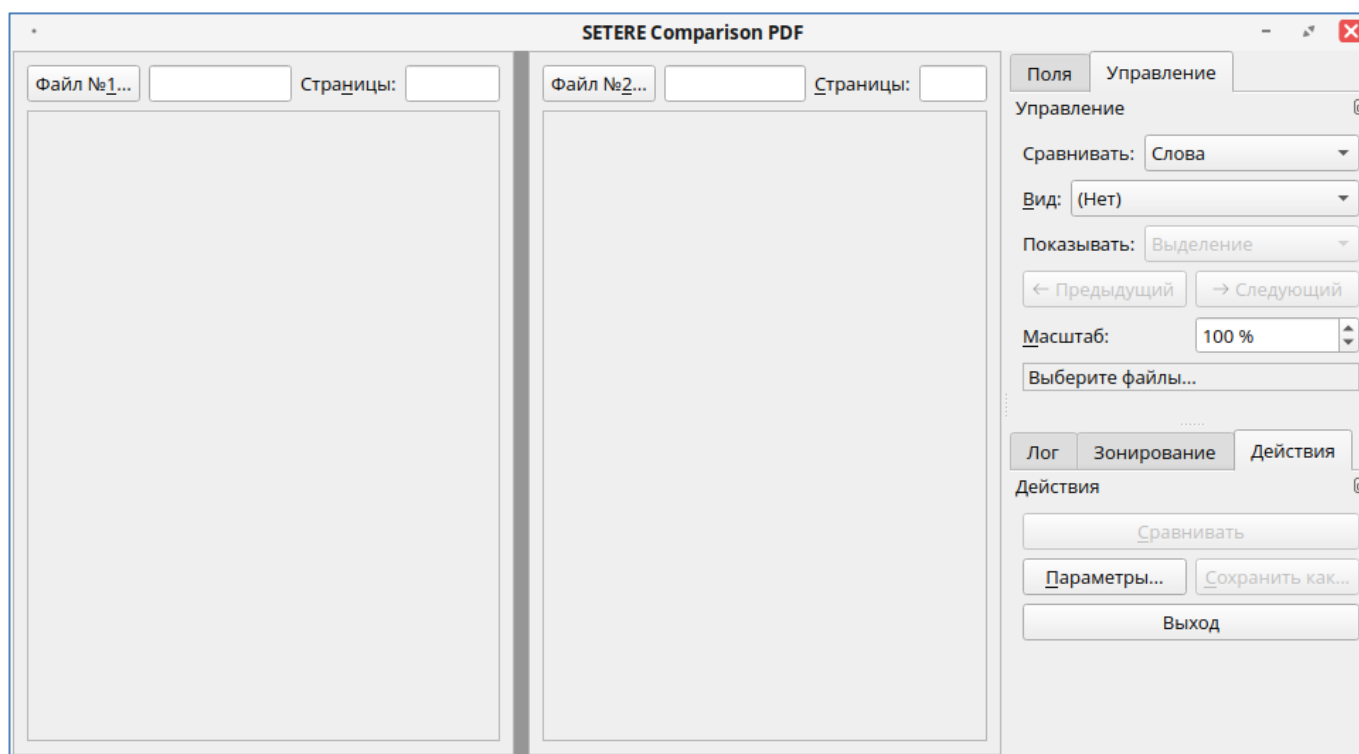 SETERE Comparison PDF
Файл №1... Страницы:
Файл №2... Страницы:
Поля Управление
Управление
Сравнивать: Слова
Вид: (Нет)
Показывать: Выделение
← Предыдущий → Следующий
Масштаб: 100 %
Выберите файлы...
Лог Зонирование Действия
Действия
Сравнивать
Параметры... Сохранить как...
Выход